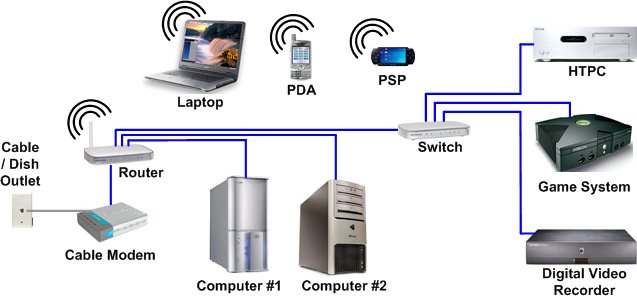 Laptop
PDA
PSP
HTPC
Cable
/ Dish
Outlet
Router
Switch
Game System
Cable Modem
Computer #1
Computer #2
Digital Video
Recorder